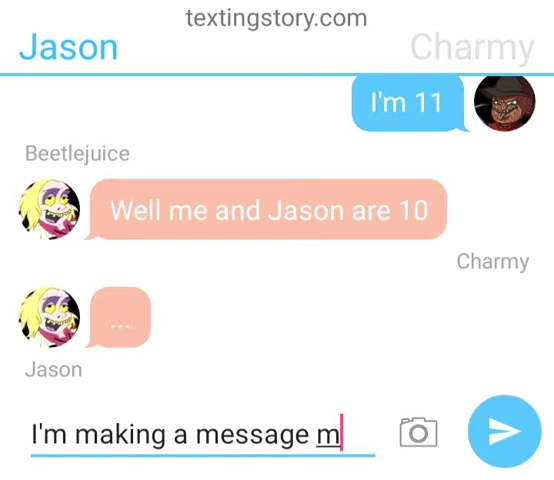 textingstory.com
Jason Charmy
I'm 11
Beetlejuice
Well me and Jason are 10
Charmy
...
Jason
I'm making a message m